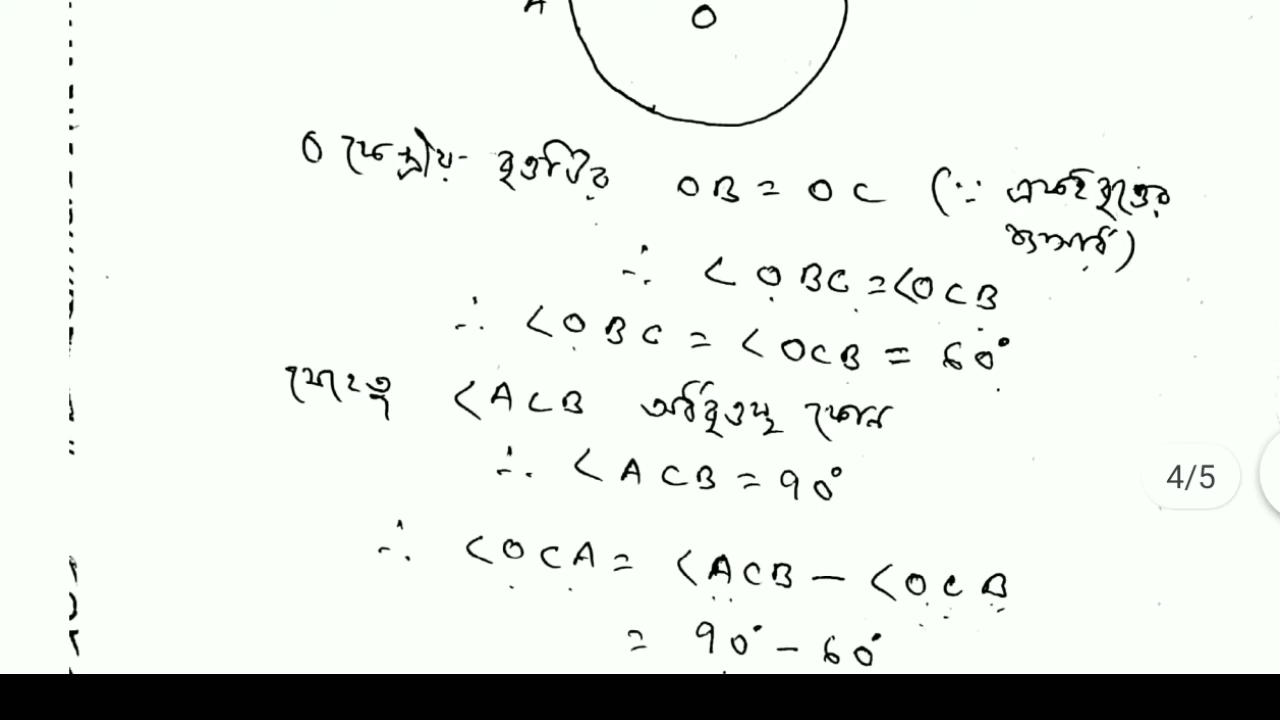 A
O
O কেন্দ্রীয় বৃত্তটির OB = OC (∵ একই বৃত্তের
ব্যাসার্ধ)
∴ <OBC = <OCB
∴ <OBC = <OCB = 60°
যেহেতু <ACB অর্ধবৃত্তস্থ কোন
∴ <ACB = 90°
4/5
∴ <OCA = <ACB - <OCB
= 90° - 60°